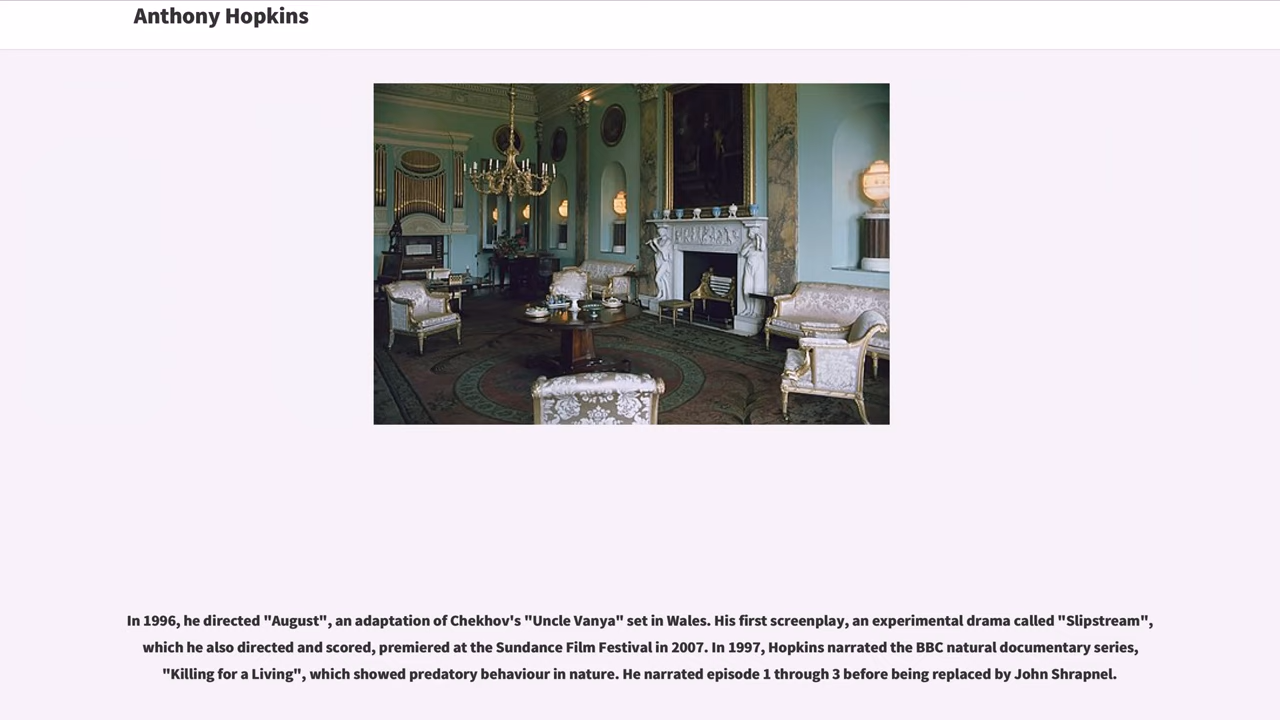 Anthony Hopkins
In 1996, he directed "August", an adaptation of Chekhov's "Uncle Vanya" set in Wales. His first screenplay, an experimental drama called "Slipstream",
which he also directed and scored, premiered at the Sundance Film Festival in 2007. In 1997, Hopkins narrated the BBC natural documentary series,
"Killing for a Living", which showed predatory behaviour in nature. He narrated episode 1 through 3 before being replaced by John Shrapnel.